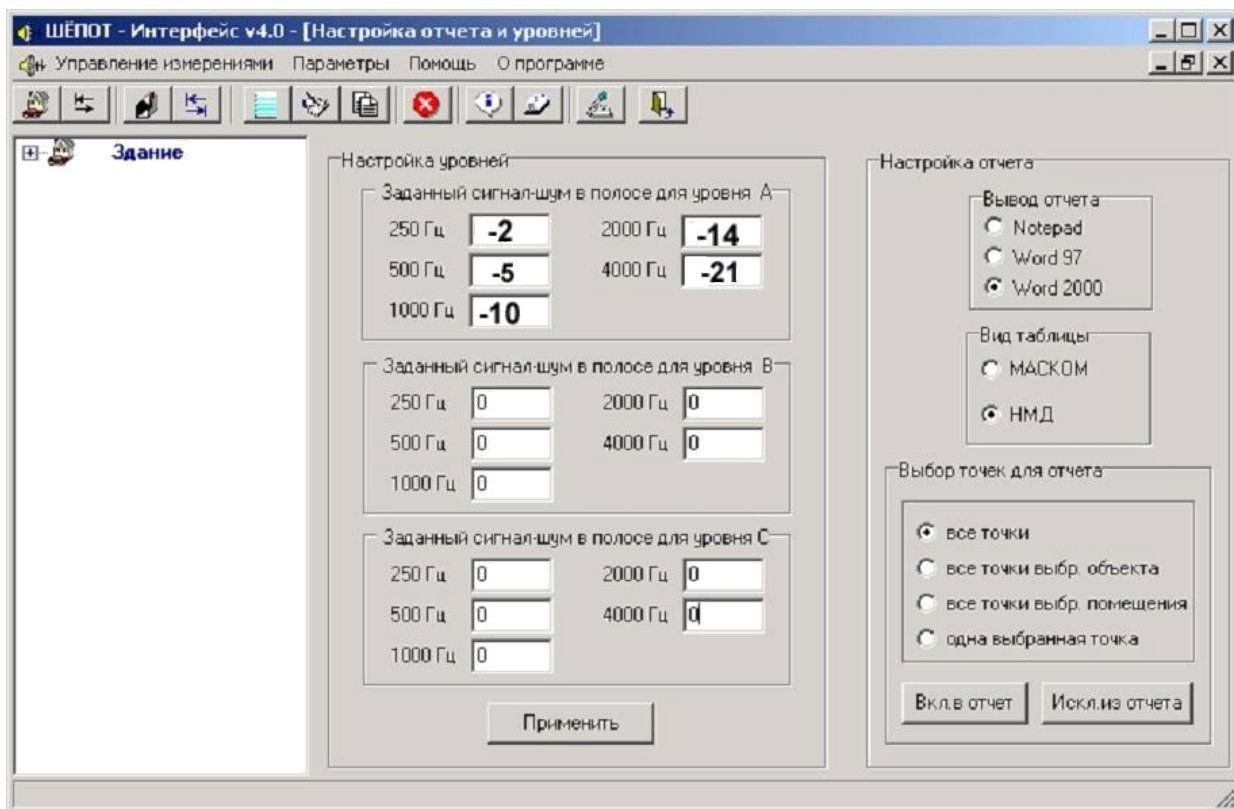 ШЁПОТ - Интерфейс v4.0 - [Настройка отчета и уровней]
Управление измерениями Параметры Помощь О программе
Здание
Настройка уровней
Заданный сигнал-шум в полосе для уровня A
250 Гц -2 2000 Гц -14
500 Гц -5 4000 Гц -21
1000 Гц -10
Заданный сигнал-шум в полосе для уровня B
250 Гц 0 2000 Гц 0
500 Гц 0 4000 Гц 0
1000 Гц 0
Заданный сигнал-шум в полосе для уровня C
250 Гц 0 2000 Гц 0
500 Гц 0 4000 Гц 0
1000 Гц 0
Применить
Настройка отчета
Вывод отчета
Notepad
Word 97
Word 2000
Вид таблицы
МАСКОМ
НМД
Выбор точек для отчета
все точки
все точки выбр. объекта
все точки выбр. помещения
одна выбранная точка
Вкл.в отчет Искл.из отчета